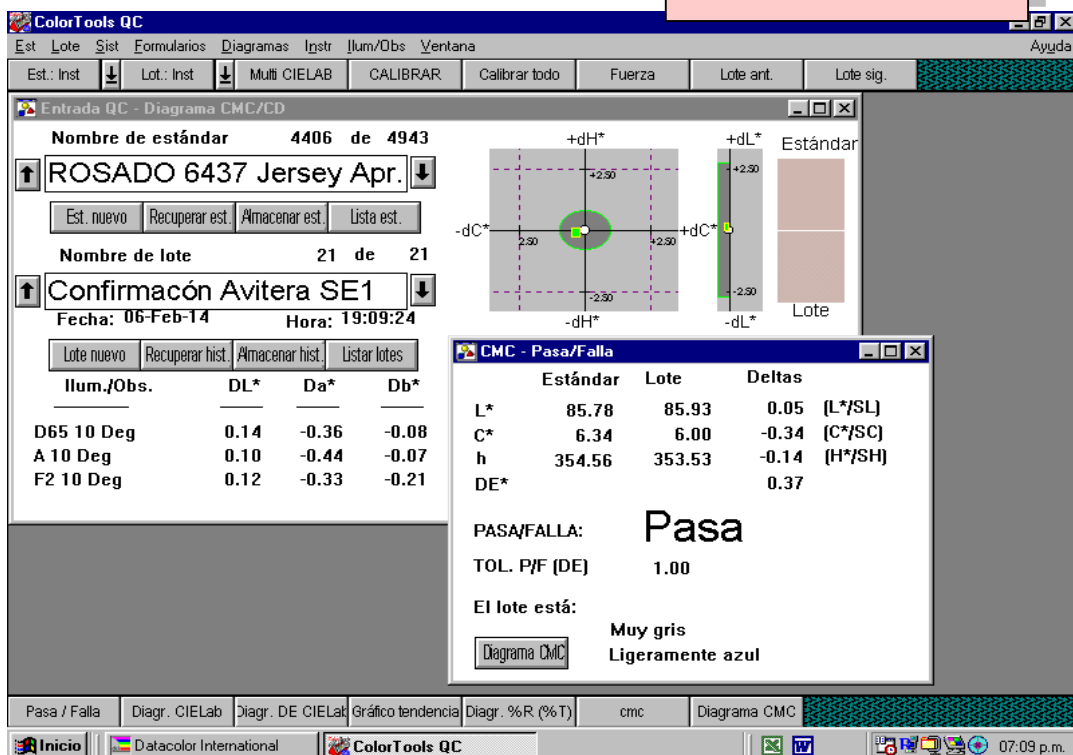 ColorTools QC
Est Lote Sist Formularios Diagramas Instr Ilum/Obs Ventana Ayuda
Est.: Inst Lot.: Inst Multi CIELAB CALIBRAR Calibrar todo Fuerza Lote ant. Lote sig.
Entrada QC - Diagrama CMC/CD
Nombre de estándar 4406 de 4943
ROSADO 6437 Jersey Apr.
Est. nuevo Recuperar est. Almacenar est. Lista est.
Nombre de lote 21 de 21
Confirmacón Avitera SE1
Fecha: 06-Feb-14 Hora: 19:09:24
Lote nuevo Recuperar hist. Almacenar hist. Listar lotes
Ilum./Obs. DL* Da* Db*
D65 10 Deg 0.14 -0.36 -0.08
A 10 Deg 0.10 -0.44 -0.07
F2 10 Deg 0.12 -0.33 -0.21
+dH*
+2.50
-dC* 2.50 +2.50 +dC*
-2.50
-dH*
+dL*
+2.50
-2.50
-dL*
Estándar
Lote
CMC - Pasa/Falla
Estándar Lote Deltas
L* 85.78 85.93 0.05 (L*/SL)
C* 6.34 6.00 -0.34 (C*/SC)
h 354.56 353.53 -0.14 (H*/SH)
DE* 0.37
PASA/FALLA: Pasa
TOL. P/F (DE) 1.00
El lote está:
Muy gris
Diagrama CMC Ligeramente azul
Pasa / Falla Diagr. CIELab Diagr. DE CIELab Gráfico tendencia Diagr. %R (%T) cmc Diagrama CMC
Inicio Datacolor International ColorTools QC 07:09 p.m.